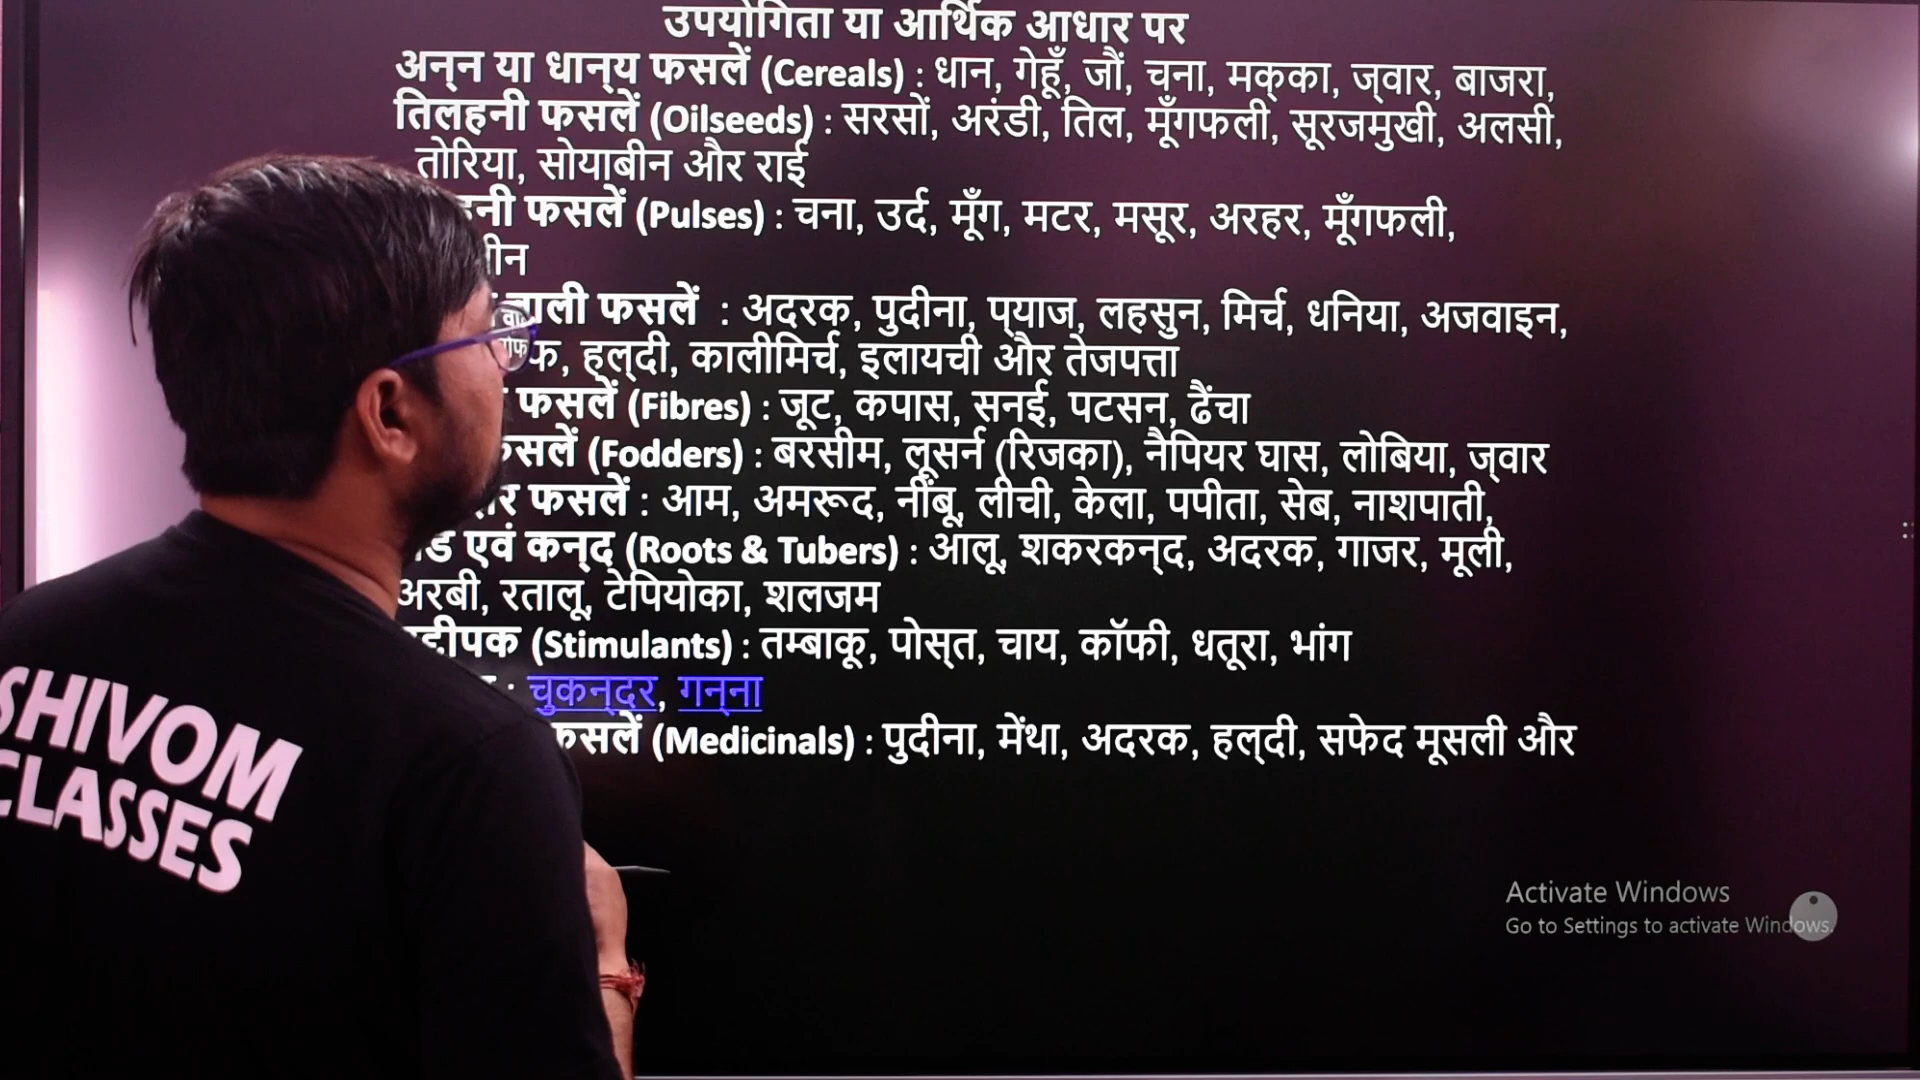 उपयोगिता या आर्थिक आधार पर
अन्न या धान्य फसलें (Cereals) : धान, गेहूँ, जौं, चना, मक्का, ज्वार, बाजरा,
तिलहनी फसलें (Oilseeds) : सरसों, अरंडी, तिल, मूँगफली, सूरजमुखी, अलसी,
तोरिया, सोयाबीन और राई
फसलें (Pulses) : चना, उर्द, मूँग, मटर, मसूर, अरहर, मूँगफली,
वाली फसलें : अदरक, पुदीना, प्याज, लहसुन, मिर्च, धनिया, अजवाइन,
हल्दी, कालीमिर्च, इलायची और तेजपत्ता
फसलें (Fibres) : जूट, कपास, सनई, पटसन, ढैंचा
(Fodders) : बरसीम, लूसर्न (रिजका), नैपियर घास, लोबिया, ज्वार
फसलें : आम, अमरूद, नींबू, लीची, केला, पपीता, सेब, नाशपाती,
एवं कन्द (Roots & Tubers) : आलू, शकरकन्द, अदरक, गाजर, मूली,
अरबी, रतालू, टेपियोका, शलजम
(Stimulants) : तम्बाकू, पोस्त, चाय, कॉफी, धतूरा, भांग
: चुकन्दर, गन्ना
फसलें (Medicinals) : पुदीना, मेंथा, अदरक, हल्दी, सफेद मूसली और
SHIVOM
CLASSES
Activate Windows
Go to Settings to activate Windows.